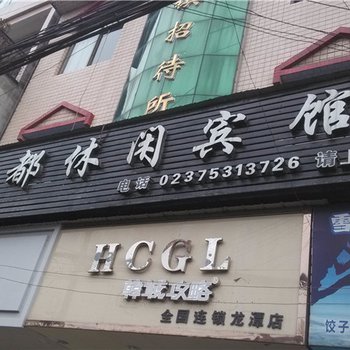 招待所
都休闲宾馆
电话 02375313726 请上
HCGL
韩城攻略
全国连锁龙潭店
饺子